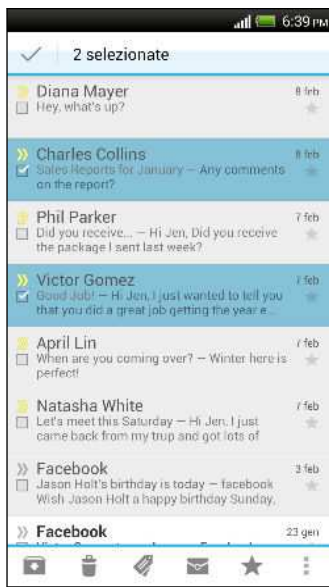 6:39 PM
2 selezionate
Diana Mayer 8 feb
Hey, what's up?
Charles Collins 8 feb
Sales Reports for January — Any comments
on the report?
Phil Parker 7 feb
Did you receive... — Hi Jen, Did you receive
the package I sent last week?
Victor Gomez 7 feb
Good Job! — Hi Jen, I just wanted to tell you
that you did a great job getting the year e...
April Lin 7 feb
When are you coming over? — Winter here is
perfect!
Natasha White 7 feb
Let's meet this Saturday — Hi Jen, I just
came back from my trup and got lots of
Facebook 3 feb
Jason Holt's birthday is today — facebook
Wish Jason Holt a happy birthday Sunday,
Facebook 23 gen